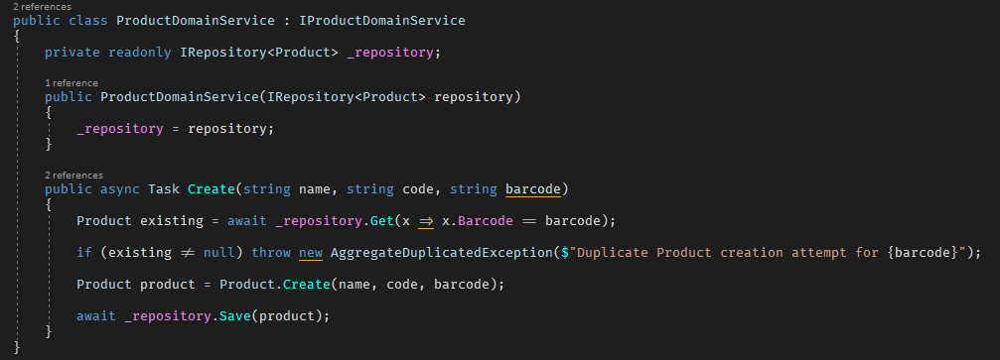 2 references
public class ProductDomainService : IProductDomainService
{
    private readonly IRepository<Product> _repository;
    1 reference
    public ProductDomainService(IRepository<Product> repository)
    {
        _repository = repository;
    }
    2 references
    public async Task Create(string name, string code, string barcode)
    {
        Product existing = await _repository.Get(x => x.Barcode == barcode);
        if (existing != null) throw new AggregateDuplicatedException($"Duplicate Product creation attempt for {barcode}");
        Product product = Product.Create(name, code, barcode);
        await _repository.Save(product);
    }
}